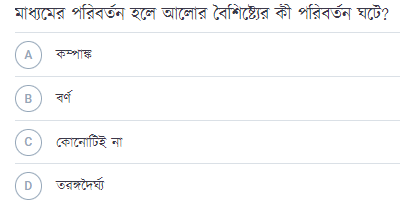 মাধ্যমের পরিবর্তন হলে আলোর বৈশিষ্ট্যের কী পরিবর্তন ঘটে?
A কম্পাঙ্ক
B বর্ণ
C কোনোটিই না
D তরঙ্গদৈর্ঘ্য